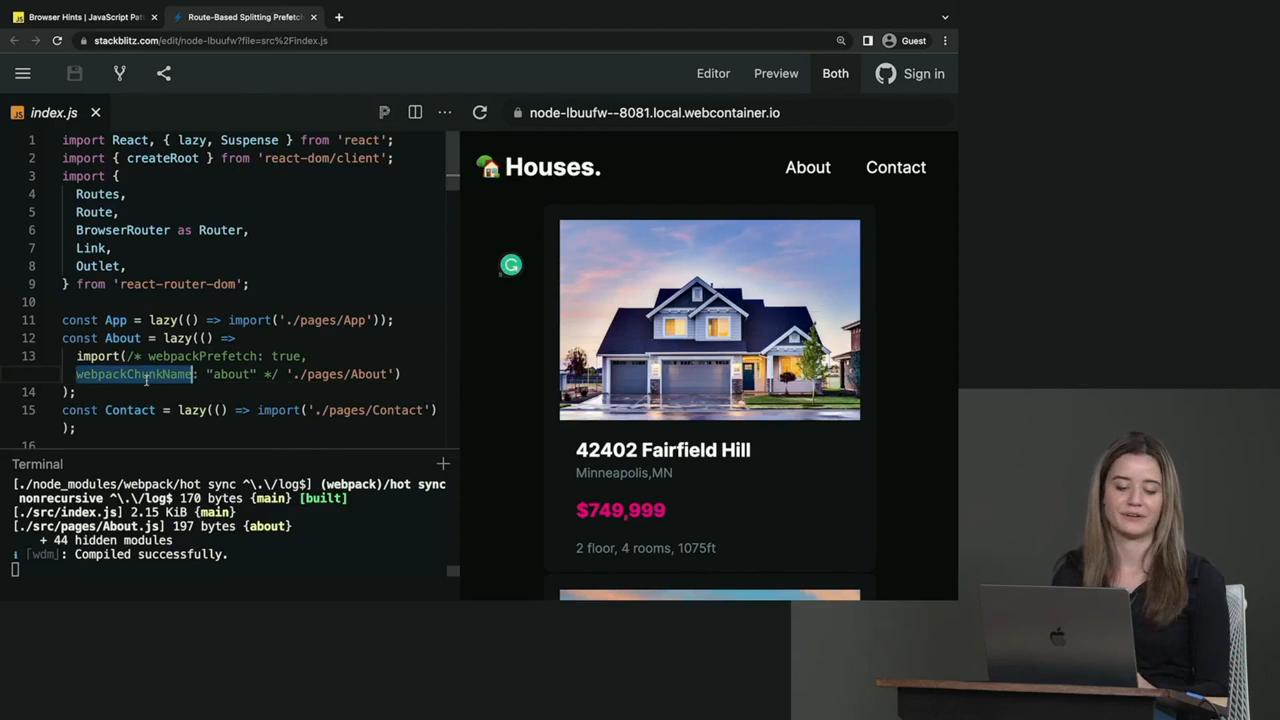 Browser Hints | JavaScript Pat
Route-Based Splitting Prefetch
stackblitz.com/edit/node-lbuufw?file=src%2Findex.js
Guest
Editor
Preview
Both
Sign in
index.js
node-lbuufw--8081.local.webcontainer.io
1 import React, { lazy, Suspense } from 'react';
2 import { createRoot } from 'react-dom/client';
3 import {
4 Routes,
5 Route,
6 BrowserRouter as Router,
7 Link,
8 Outlet,
9 } from 'react-router-dom';
10
11 const App = lazy(() => import('./pages/App'));
12 const About = lazy(() =>
13 import(/* webpackPrefetch: true,
webpackChunkName: "about" */ './pages/About')
14 );
15 const Contact = lazy(() => import('./pages/Contact')
);
16
Terminal
[./node_modules/webpack/hot sync ^\.\/log$] (webpack)/hot sync
nonrecursive ^\.\/log$ 170 bytes {main} [built]
[./src/index.js] 2.15 KiB {main}
[./src/pages/About.js] 197 bytes {about}
+ 44 hidden modules
i ｢wdm｣: Compiled successfully.
Houses.
About
Contact
42402 Fairfield Hill
Minneapolis,MN
$749,999
2 floor, 4 rooms, 1075ft